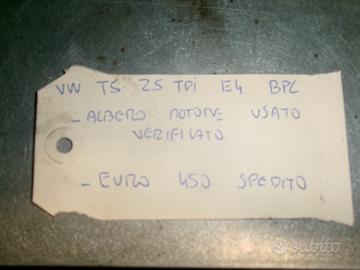 VW T5 2.5 TDI E4 BPC
- ALBERO MOTORE USATO
VERIFICATO
- EURO 450 SPEDITO
subito